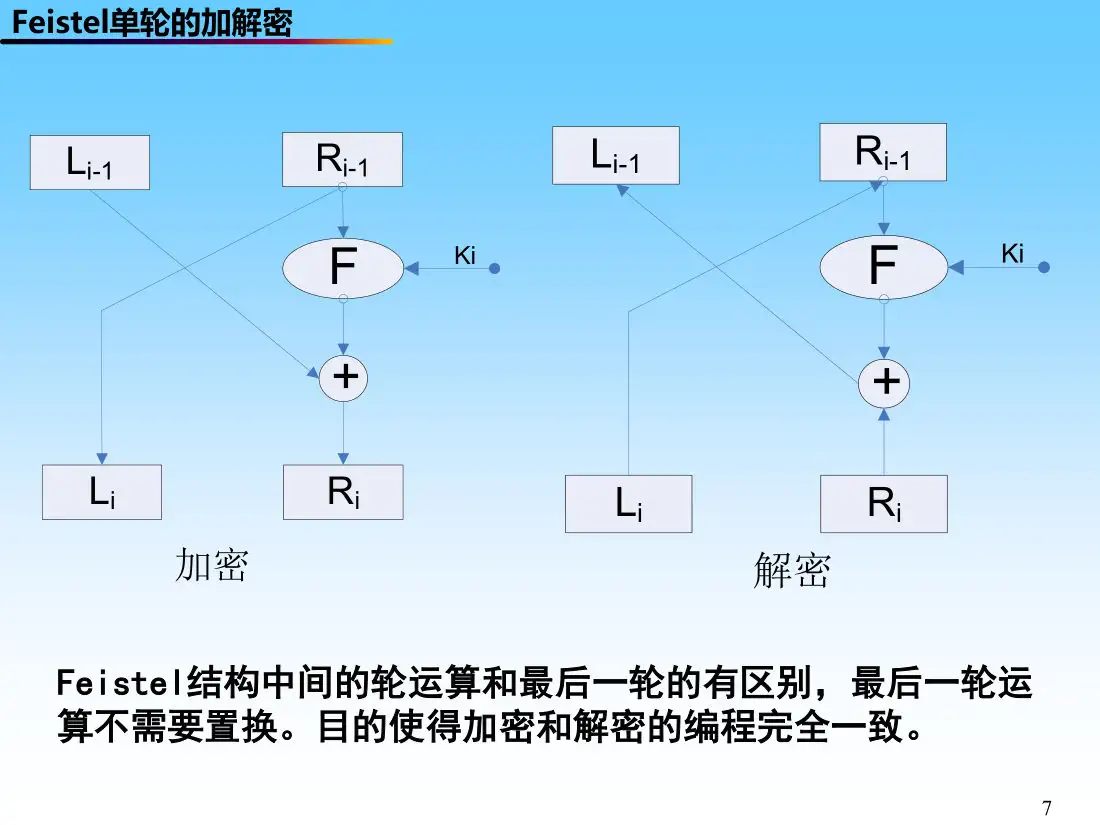 Feistel单轮的加解密
Li-1
Ri-1
F
Ki
+
Li
Ri
加密
Li-1
Ri-1
F
Ki
+
Li
Ri
解密
Feistel结构中间的轮运算和最后一轮的有区别，最后一轮运
算不需要置换。目的使得加密和解密的编程完全一致。
7